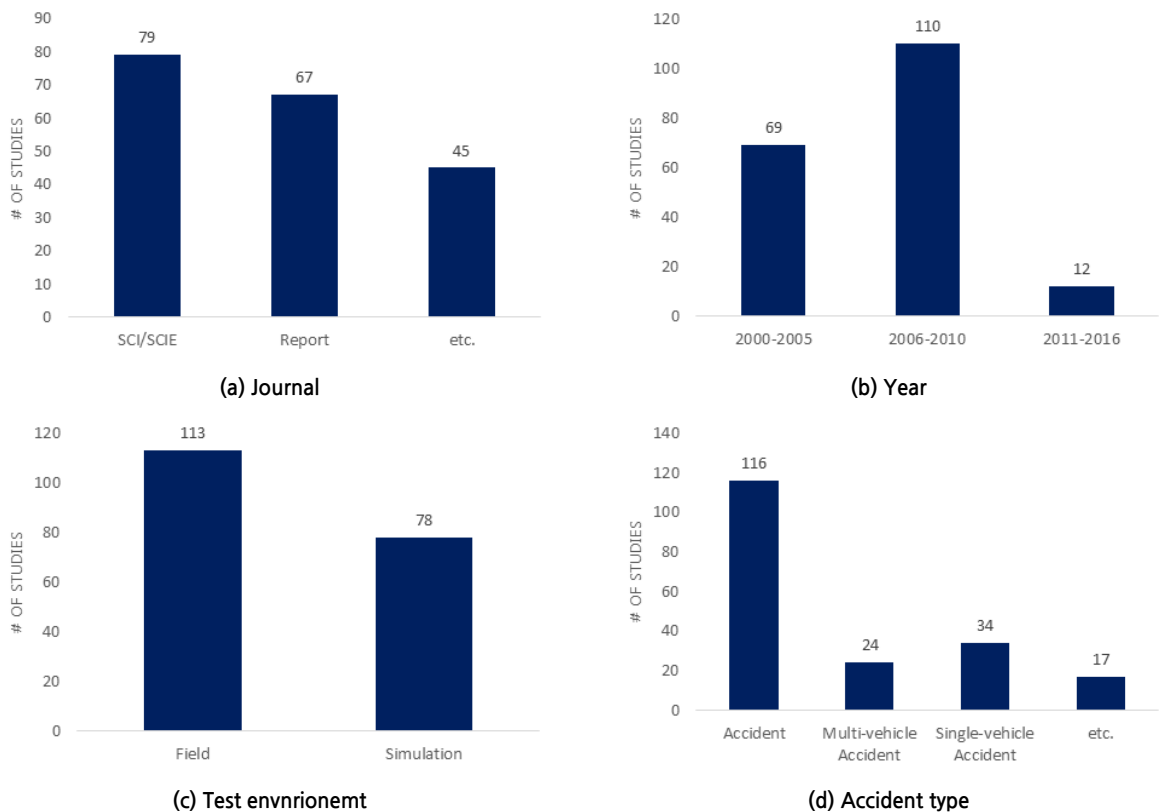 90
80
70
60
50
40
30
20
10
0
# OF STUDIES
79
67
45
SCI/SCIE
Report
etc.
(a) Journal
120
100
80
60
40
20
0
# OF STUDIES
69
110
12
2000-2005
2006-2010
2011-2016
(b) Year
120
100
80
60
40
20
0
# OF STUDIES
113
78
Field
Simulation
(c) Test envnrionemt
140
120
100
80
60
40
20
0
# OF STUDIES
116
24
34
17
Accident
Multi-vehicle
Accident
Single-vehicle
Accident
etc.
(d) Accident type